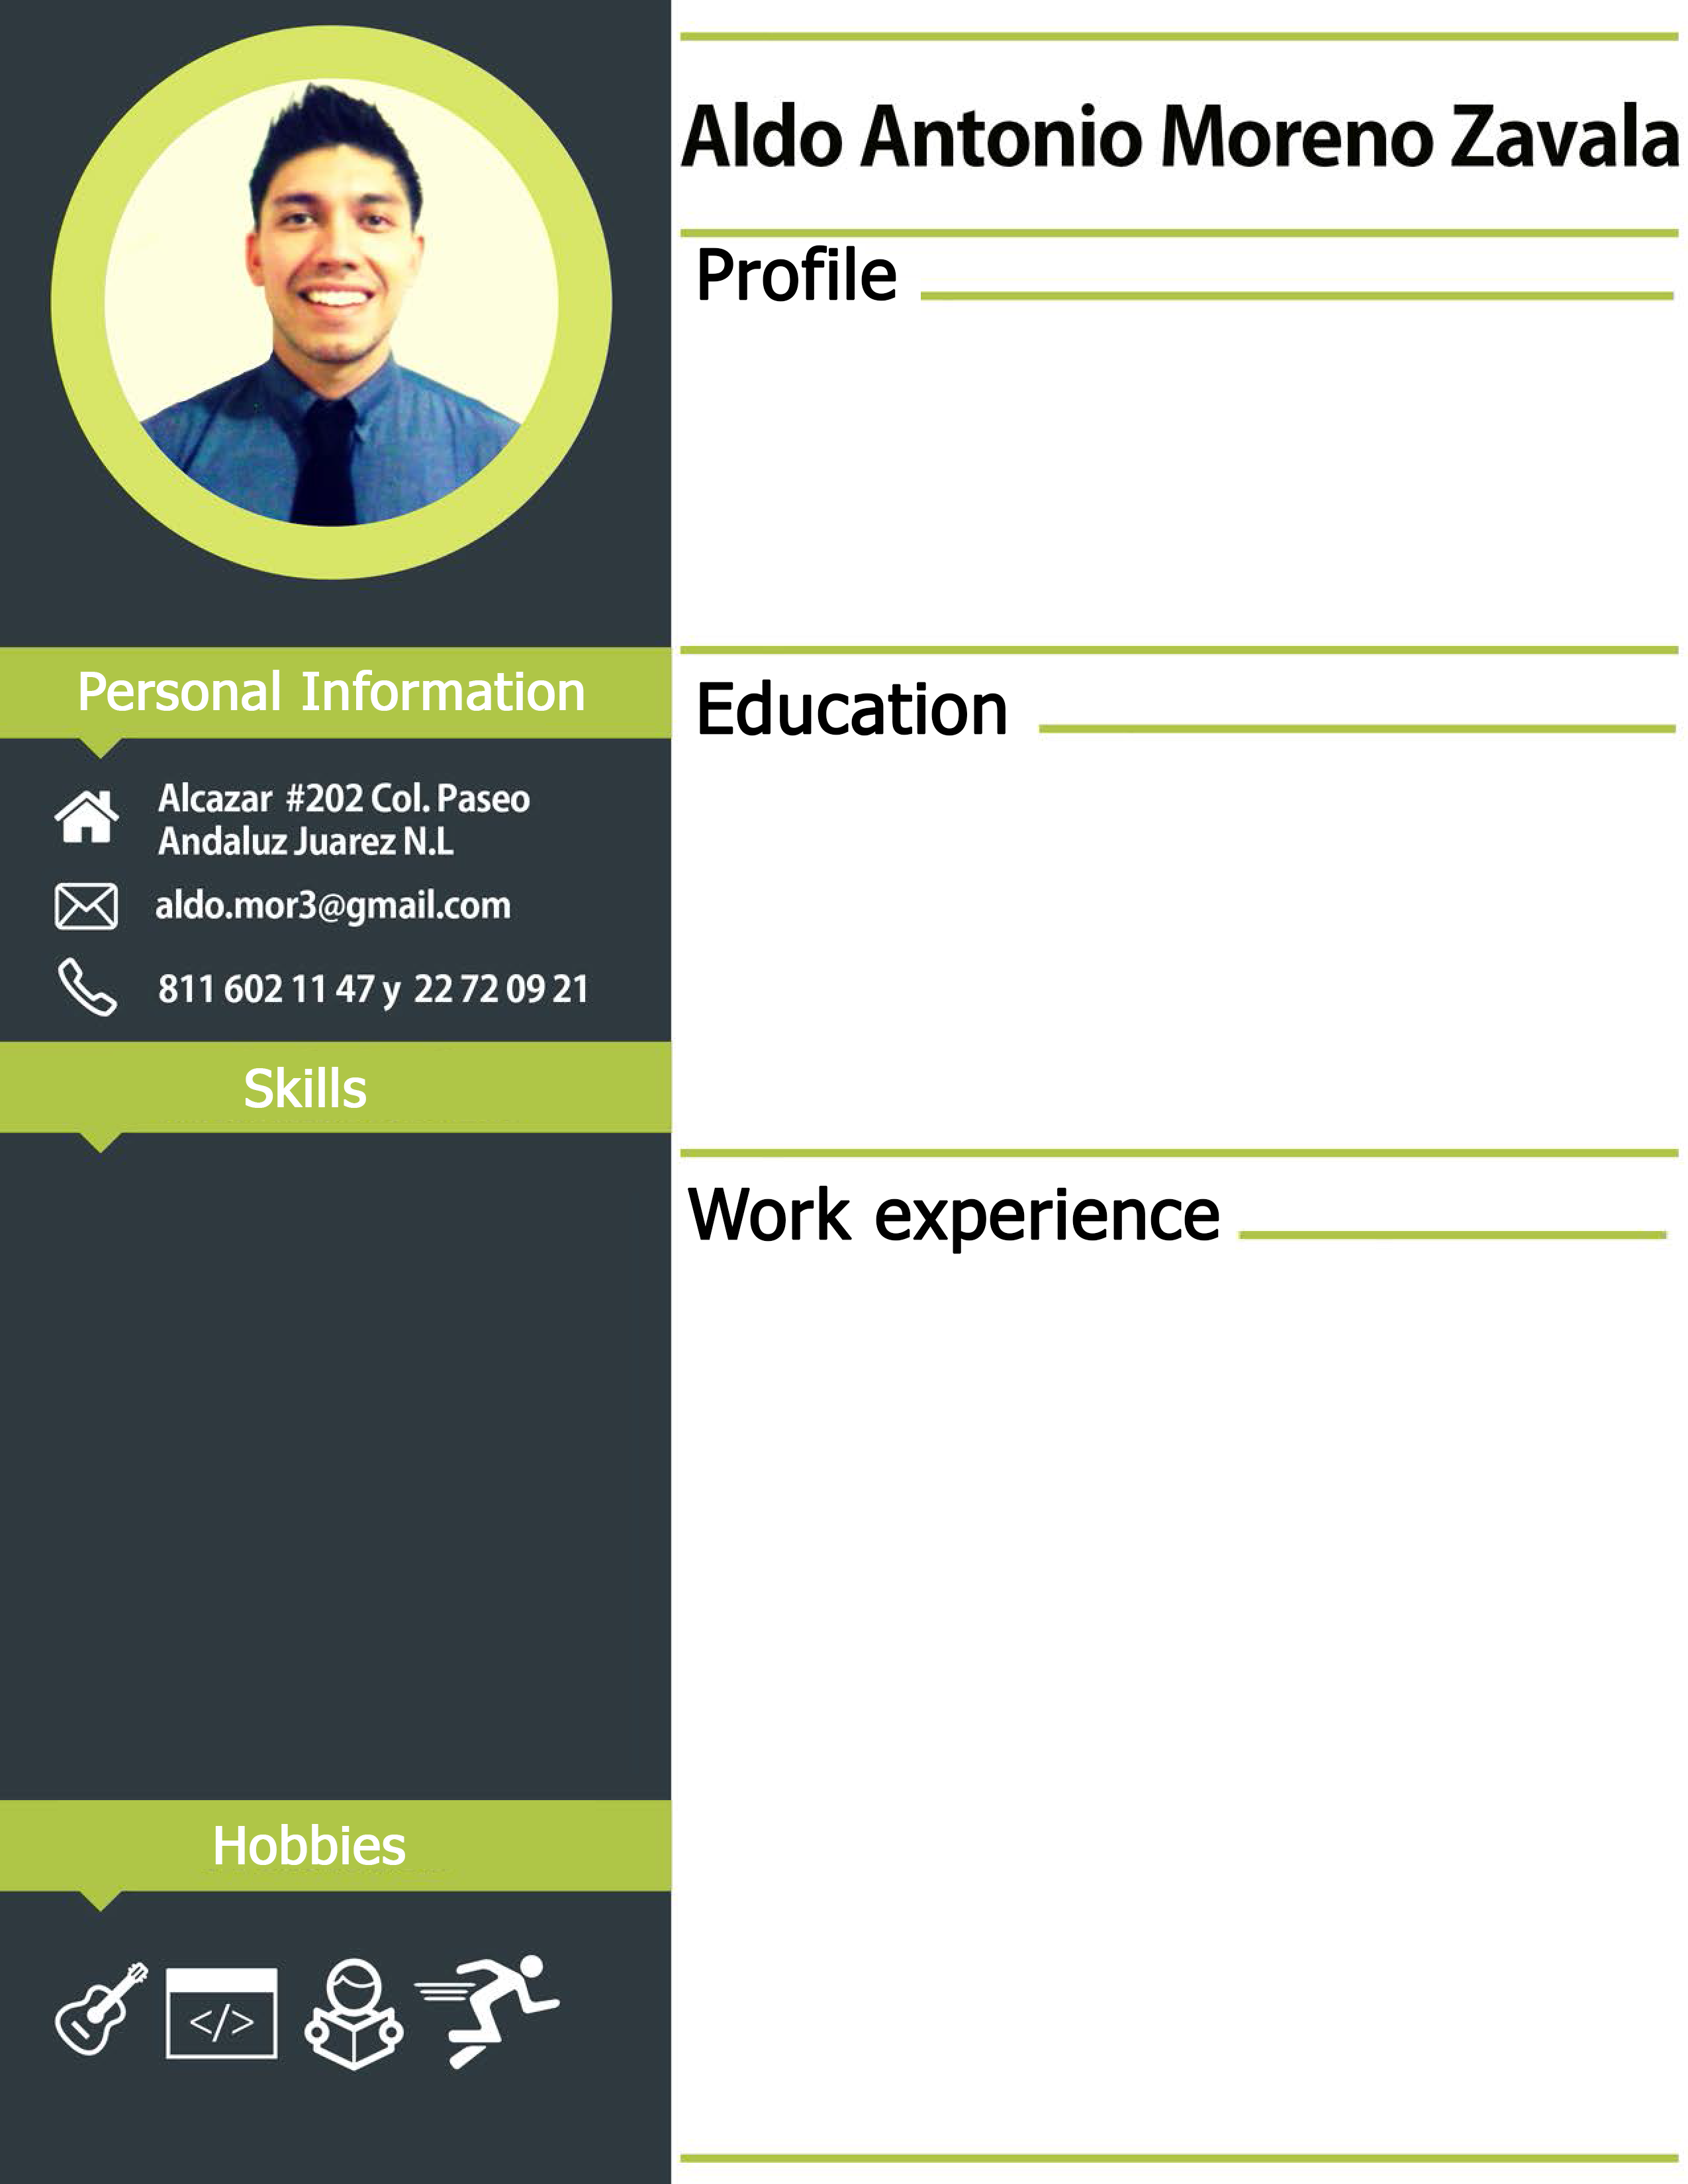 Aldo Antonio Moreno Zavala
Profile
Education
Work experience
Personal Information
Alcazar #202 Col. Paseo
Andaluz Juarez N.L
aldo.mor3@gmail.com
811 602 11 47 y 22 72 09 21
Skills
Hobbies
</>